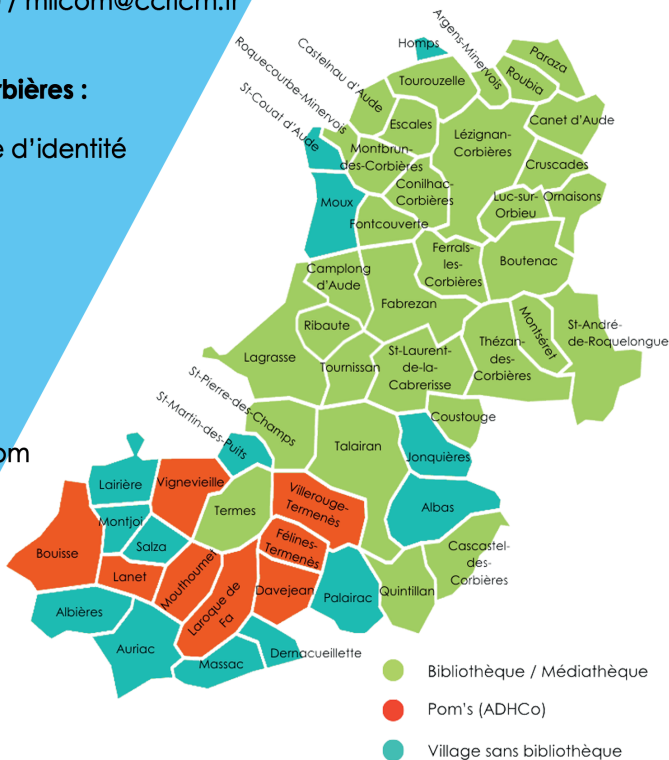 / milcom@ccrlcm.fr
rbières :
e d'identité
om
Homps
Argens-Minervois
Paraza
Roubia
Roquecourbe-Minervois
Castelnau d'Aude
St-Couat d'Aude
Tourouzelle
Escales
Lézignan-
Corbières
Canet d'Aude
Montbrun-
des-Corbières
Cruscades
Conilhac-
Corbières
Moux
Luc-sur-
Orbieu
Ornaisons
Fontcouverte
Ferrals-
les-
Corbières
Boutenac
Camplong
d'Aude
Fabrezan
Ribaute
Montséret
St-André-
de-Roquelongue
Lagrasse
Tournissan
St-Laurent-
de-la-
Cabrerisse
Thézan-
des-
Corbières
St-Pierre-des-Champs
St-Martin-des-Puits
Coustouge
Talairan
Jonquières
Lairière
Vignevieille
Villerouge-
Termenès
Termes
Albas
Montjoi
Salza
Félines-
Termenès
Bouisse
Cascastel-
des-
Corbières
Lanet
Mouthoumet
Laroque de
Fa
Davejean
Palairac
Quintillan
Albières
Auriac
Massac
Dernacueillette
Bibliothèque / Médiathèque
Pom's (ADHCo)
Village sans bibliothèque